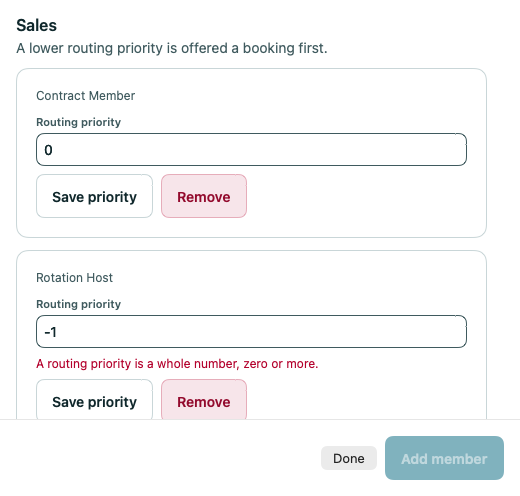 Sales
A lower routing priority is offered a booking first.
Contract Member
Routing priority
0
Save priority
Remove
Rotation Host
Routing priority
-1
A routing priority is a whole number, zero or more.
Save priority
Remove
Done
Add member